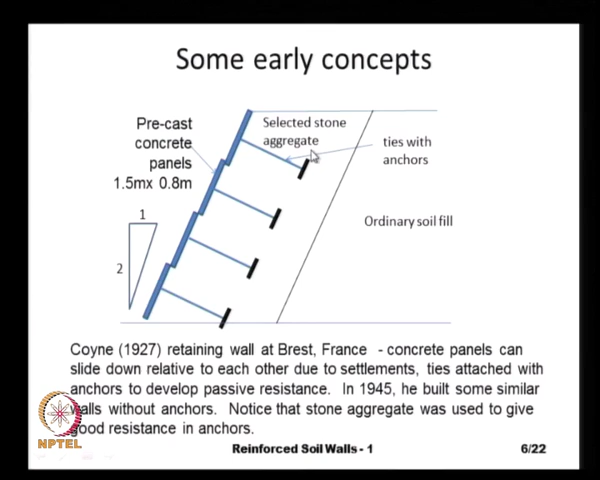 Some early concepts
Pre-cast
concrete
panels
1.5mx 0.8m
Selected stone
aggregate
ties with
anchors
Ordinary soil fill
1
2
Coyne (1927) retaining wall at Brest, France - concrete panels can
slide down relative to each other due to settlements, ties attached with
anchors to develop passive resistance. In 1945, he built some similar
walls without anchors. Notice that stone aggregate was used to give
good resistance in anchors.
NPTEL
Reinforced Soil Walls - 1
6/22